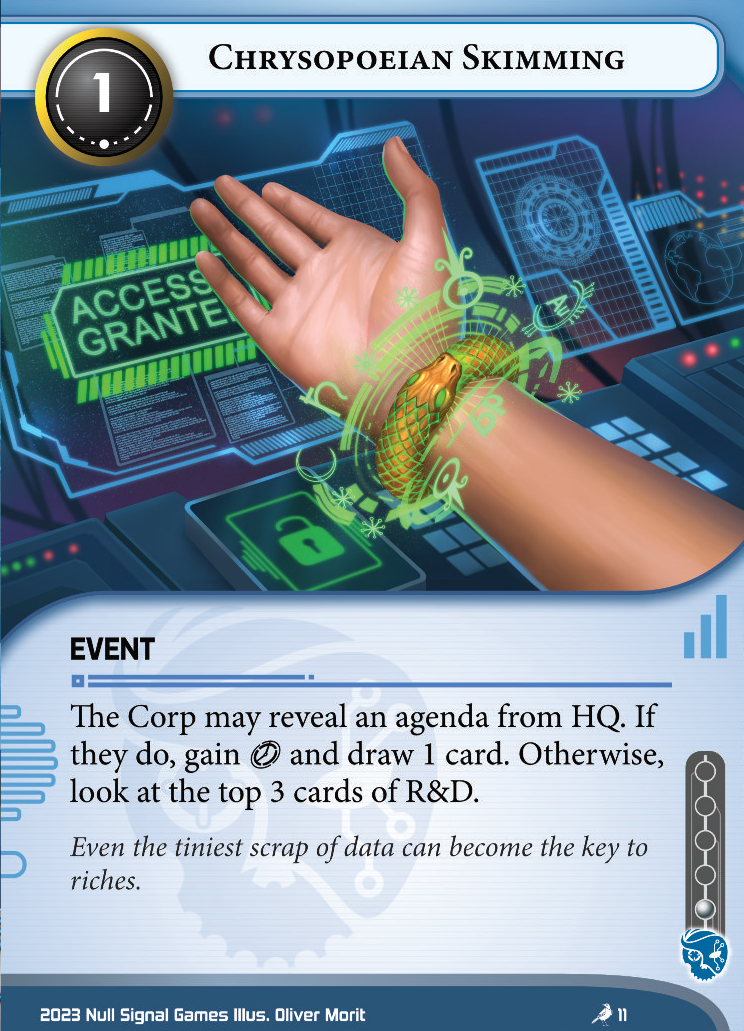 1
CHRYSOPOEIAN SKIMMING
ACCESS
GRANTE
Au
EVENT
The Corp may reveal an agenda from HQ. If
they do, gain and draw 1 card. Otherwise,
look at the top 3 cards of R&D.
Even the tiniest scrap of data can become the key to
riches.
2023 Null Signal Games Illus. Oliver Morit
11